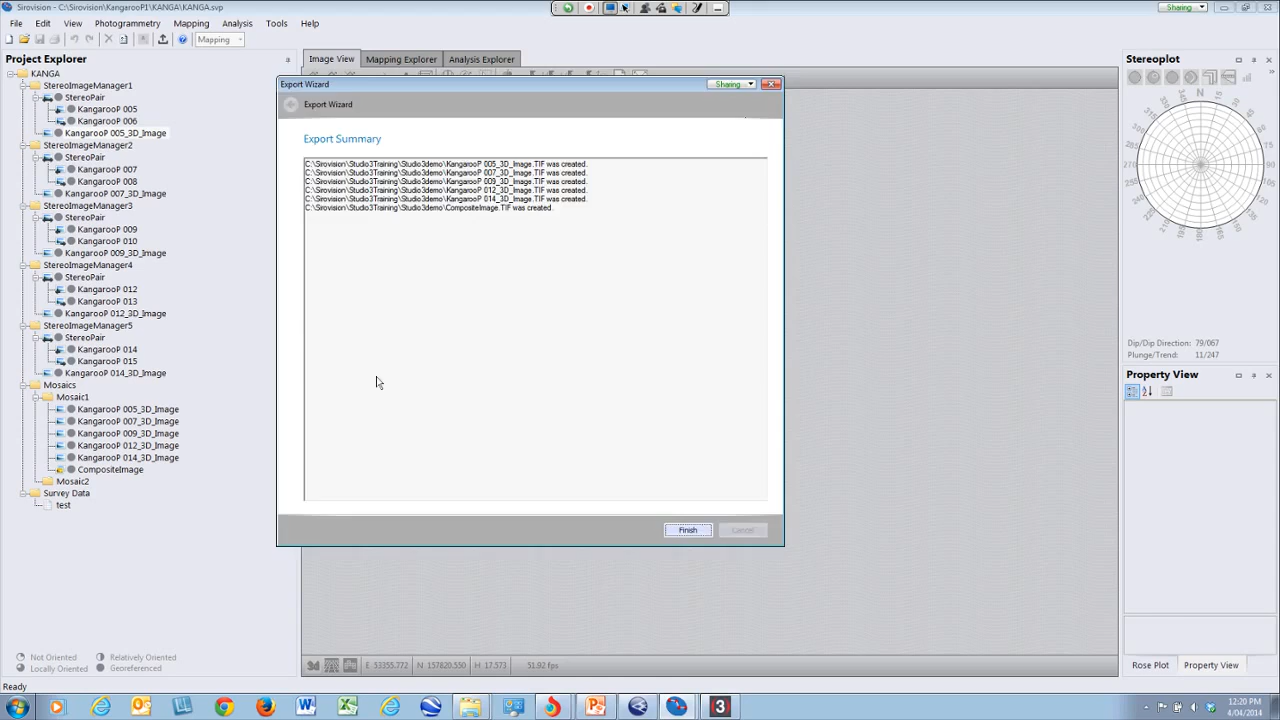 Sirovision - C:\Sirovision\KangarooP1\KANGA\KANGA.svp
Sharing
File Edit View Photogrammetry Mapping Analysis Tools Help
Mapping
Project Explorer
KANGA
StereoImageManager1
StereoPair
KangarooP 005
KangarooP 006
KangarooP 005_3D_Image
StereoImageManager2
StereoPair
KangarooP 007
KangarooP 008
KangarooP 007_3D_Image
StereoImageManager3
StereoPair
KangarooP 009
KangarooP 010
KangarooP 009_3D_Image
StereoImageManager4
StereoPair
KangarooP 012
KangarooP 013
KangarooP 012_3D_Image
StereoImageManager5
StereoPair
KangarooP 014
KangarooP 015
KangarooP 014_3D_Image
Mosaics
Mosaic1
KangarooP 005_3D_Image
KangarooP 007_3D_Image
KangarooP 009_3D_Image
KangarooP 012_3D_Image
KangarooP 014_3D_Image
CompositeImage
Mosaic2
Survey Data
test
Not Oriented Relatively Oriented
Locally Oriented Georeferenced
Ready
Image View Mapping Explorer Analysis Explorer
Export Wizard Sharing
Export Wizard
Export Summary
C:\Sirovision\Studio3Training\Studio3demo\KangarooP 005_3D_Image.TIF was created.
C:\Sirovision\Studio3Training\Studio3demo\KangarooP 007_3D_Image.TIF was created.
C:\Sirovision\Studio3Training\Studio3demo\KangarooP 009_3D_Image.TIF was created.
C:\Sirovision\Studio3Training\Studio3demo\KangarooP 012_3D_Image.TIF was created.
C:\Sirovision\Studio3Training\Studio3demo\KangarooP 014_3D_Image.TIF was created.
C:\Sirovision\Studio3Training\Studio3demo\CompositeImage.TIF was created.
Finish Cancel
E 53355.772 N 157820.550 H 17.573 51.92 fps
Stereoplot
N
Dip/Dip Direction: 79/067
Plunge/Trend: 11/247
Property View
Rose Plot Property View
12:20 PM
4/04/2014